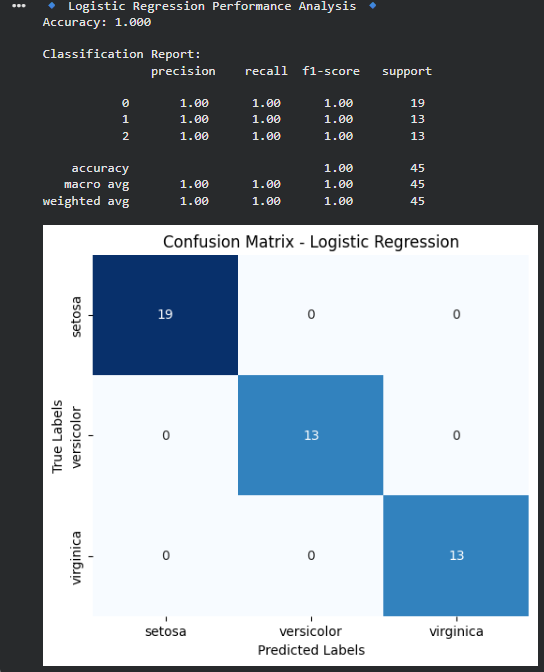 ••• 🔹 Logistic Regression Performance Analysis 🔹
Accuracy: 1.000
Classification Report:
precision recall f1-score support
0 1.00 1.00 1.00 19
1 1.00 1.00 1.00 13
2 1.00 1.00 1.00 13
accuracy 1.00 45
macro avg 1.00 1.00 1.00 45
weighted avg 1.00 1.00 1.00 45
Confusion Matrix - Logistic Regression
True Labels
setosa
19 0 0
versicolor
0 13 0
virginica
0 0 13
setosa versicolor virginica
Predicted Labels